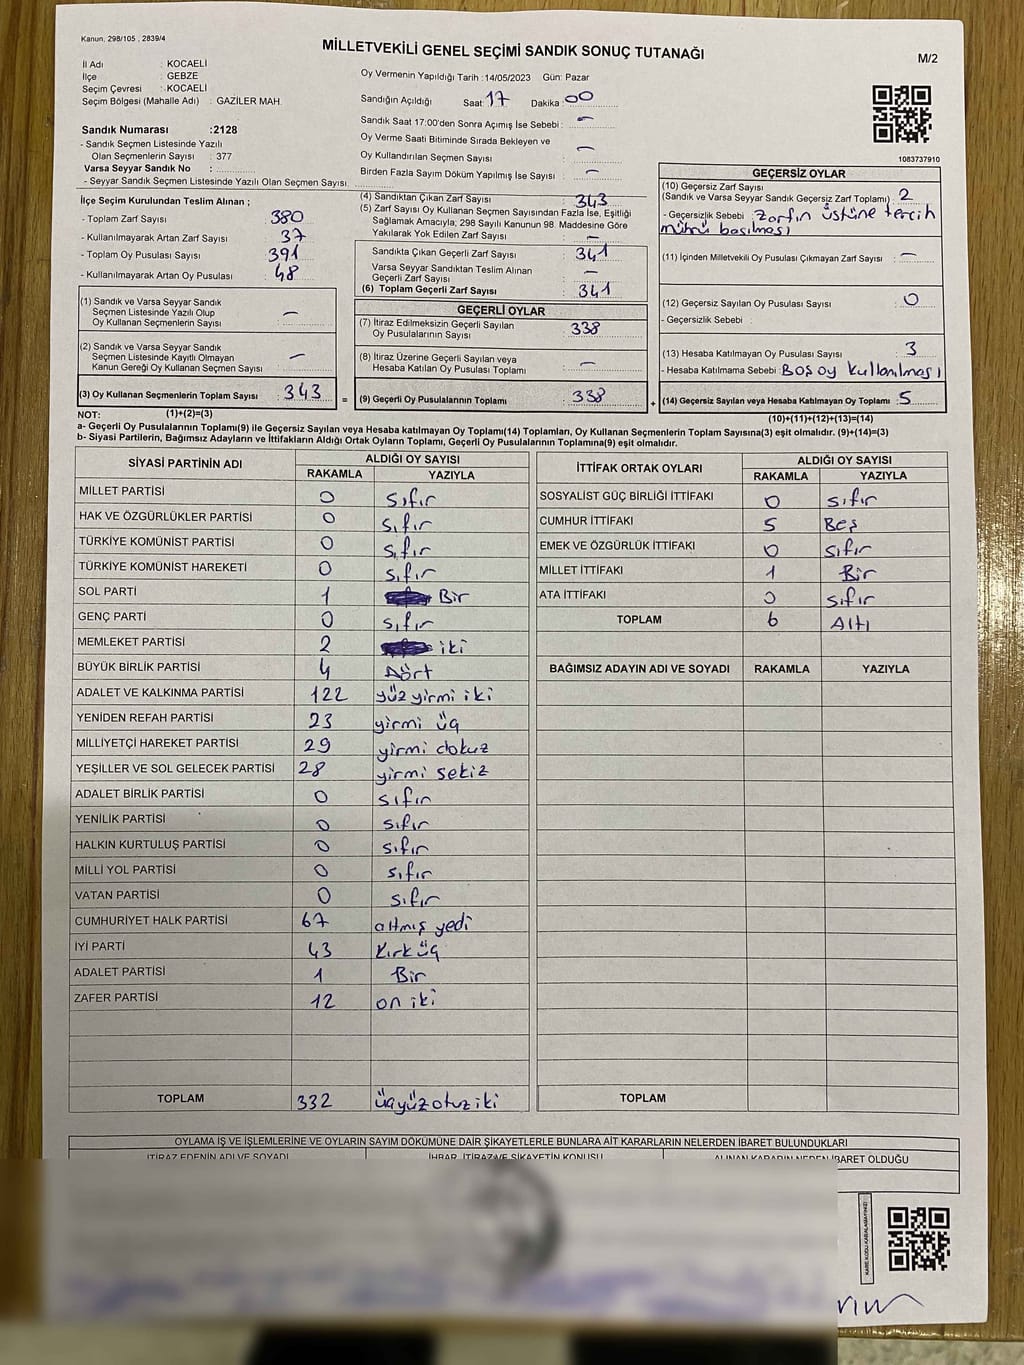 Kanun, 298/105 , 2839/4
MİLLETVEKİLİ GENEL SEÇİMİ SANDIK SONUÇ TUTANAĞI
M/2
İl Adı : KOCAELİ
İlçe : GEBZE
Seçim Çevresi : KOCAELİ
Seçim Bölgesi (Mahalle Adı) : GAZİLER MAH.
Sandık Numarası :2128
- Sandık Seçmen Listesinde Yazılı
Olan Seçmenlerin Sayısı : 377
Varsa Seyyar Sandık No :
- Seyyar Sandık Seçmen Listesinde Yazılı Olan Seçmen Sayısı.
Oy Vermenin Yapıldığı Tarih :14/05/2023 Gün: Pazar
Sandığın Açıldığı Saat: 17 Dakika: 00
Sandık Saat 17:00'den Sonra Açımış İse Sebebi : -
Oy Verme Saati Bitiminde Sırada Bekleyen ve
Oy Kullandırılan Seçmen Sayısı : -
Birden Fazla Sayım Döküm Yapılmış İse Sayısı : -
1083737910
İlçe Seçim Kurulundan Teslim Alınan ;
- Toplam Zarf Sayısı : 380
- Kullanılmayarak Artan Zarf Sayısı : 37
- Toplam Oy Pusulası Sayısı : 391
- Kullanılmayarak Artan Oy Pusulası : 48
(1) Sandık ve Varsa Seyyar Sandık
Seçmen Listesinde Yazılı Olup
Oy Kullanan Seçmenlerin Sayısı : -
(2) Sandık ve Varsa Seyyar Sandık
Seçmen Listesinde Kayıtlı Olmayan
Kanun Gereği Oy Kullanan Seçmen Sayısı : -
(3) Oy Kullanan Seçmenlerin Toplam Sayısı : 343 =
(4) Sandıktan Çıkan Zarf Sayısı : 343
(5) Zarf Sayısı Oy Kullanan Seçmen Sayısından Fazla İse, Eşitliği
Sağlamak Amacıyla; 298 Sayılı Kanunun 98. Maddesine Göre
Yakılarak Yok Edilen Zarf Sayısı : -
Sandıkta Çıkan Geçerli Zarf Sayısı : 341
Varsa Seyyar Sandıktan Teslim Alınan
Geçerli Zarf Sayısı : -
(6) Toplam Geçerli Zarf Sayısı : 341
GEÇERLİ OYLAR
(7) İtiraz Edilmeksizin Geçerli Sayılan
Oy Pusulalarının Sayısı : 338
(8) İtiraz Üzerine Geçerli Sayılan veya
Hesaba Katılan Oy Pusulaları Toplamı : -
(9) Geçerli Oy Pusulalarının Toplamı : 338 +
GEÇERSİZ OYLAR
(10) Geçersiz Zarf Sayısı
(Sandık ve Varsa Seyyar Sandık Geçersiz Zarf Toplamı) : 2
- Geçersizlik Sebebi : Zarfın üstüne tercih
mührü basılması
(11) İçinden Milletvekili Oy Pusulası Çıkmayan Zarf Sayısı : -
(12) Geçersiz Sayılan Oy Pusulası Sayısı : 0
- Geçersizlik Sebebi :
(13) Hesaba Katılmayan Oy Pusulası Sayısı : 3
- Hesaba Katılmama Sebebi : Boş oy kullanılması
(14) Geçersiz Sayılan veya Hesaba Katılmayan Oy Toplamı : 5
NOT: (1)+(2)=(3) (10)+(11)+(12)+(13)=(14)
a- Geçerli Oy Pusulalarının Toplamı(9) ile Geçersiz Sayılan veya Hesaba katılmayan Oy Toplamı(14) Toplamları, Oy Kullanan Seçmenlerin Toplam Sayısına(3) eşit olmalıdır. (9)+(14)=(3)
b- Siyasi Partilerin, Bağımsız Adayların ve İttifakların Aldığı Ortak Oyların Toplamı, Geçerli Oy Pusulalarının Toplamına(9) eşit olmalıdır.
SİYASİ PARTİNİN ADI ALDIĞI OY SAYISI
RAKAMLA YAZIYLA
MİLLET PARTİSİ 0 sıfır
HAK VE ÖZGÜRLÜKLER PARTİSİ 0 sıfır
TÜRKİYE KOMÜNİST PARTİSİ 0 sıfır
TÜRKİYE KOMÜNİST HAREKETİ 0 sıfır
SOL PARTİ 1 Bir
GENÇ PARTİ 0 sıfır
MEMLEKET PARTİSİ 2 iki
BÜYÜK BİRLİK PARTİSİ 4 Dört
ADALET VE KALKINMA PARTİSİ 122 yüz yirmi iki
YENİDEN REFAH PARTİSİ 23 yirmi üç
MİLLİYETÇİ HAREKET PARTİSİ 29 yirmi dokuz
YEŞİLLER VE SOL GELECEK PARTİSİ 28 yirmi sekiz
ADALET BİRLİK PARTİSİ 0 sıfır
YENİLİK PARTİSİ 0 sıfır
HALKIN KURTULUŞ PARTİSİ 0 sıfır
MİLLİ YOL PARTİSİ 0 sıfır
VATAN PARTİSİ 0 sıfır
CUMHURİYET HALK PARTİSİ 67 altmış yedi
İYİ PARTİ 43 Kırk üç
ADALET PARTİSİ 1 Bir
ZAFER PARTİSİ 12 on iki
TOPLAM 332 üçyüz otuz iki
İTTİFAK ORTAK OYLARI ALDIĞI OY SAYISI
RAKAMLA YAZIYLA
SOSYALİST GÜÇ BİRLİĞİ İTTİFAKI 0 sıfır
CUMHUR İTTİFAKI 5 Beş
EMEK VE ÖZGÜRLÜK İTTİFAKI 0 sıfır
MİLLET İTTİFAKI 1 Bir
ATA İTTİFAKI 0 sıfır
TOPLAM 6 Altı
BAĞIMSIZ ADAYIN ADI VE SOYADI RAKAMLA YAZIYLA
TOPLAM
OYLAMA İŞ VE İŞLEMLERİNE VE OYLARIN SAYIM DÖKÜMÜNE DAİR ŞİKAYETLERLE BUNLARA AİT KARARLARIN NELERDEN İBARET BULUNDUKLARI
İTİRAZ EDENİN ADI VE SOYADI İHBAR, İTİRAZ VE ŞİKAYETİN KONUSU ALINAN KARARIN NEDEN İBARET OLDUĞU